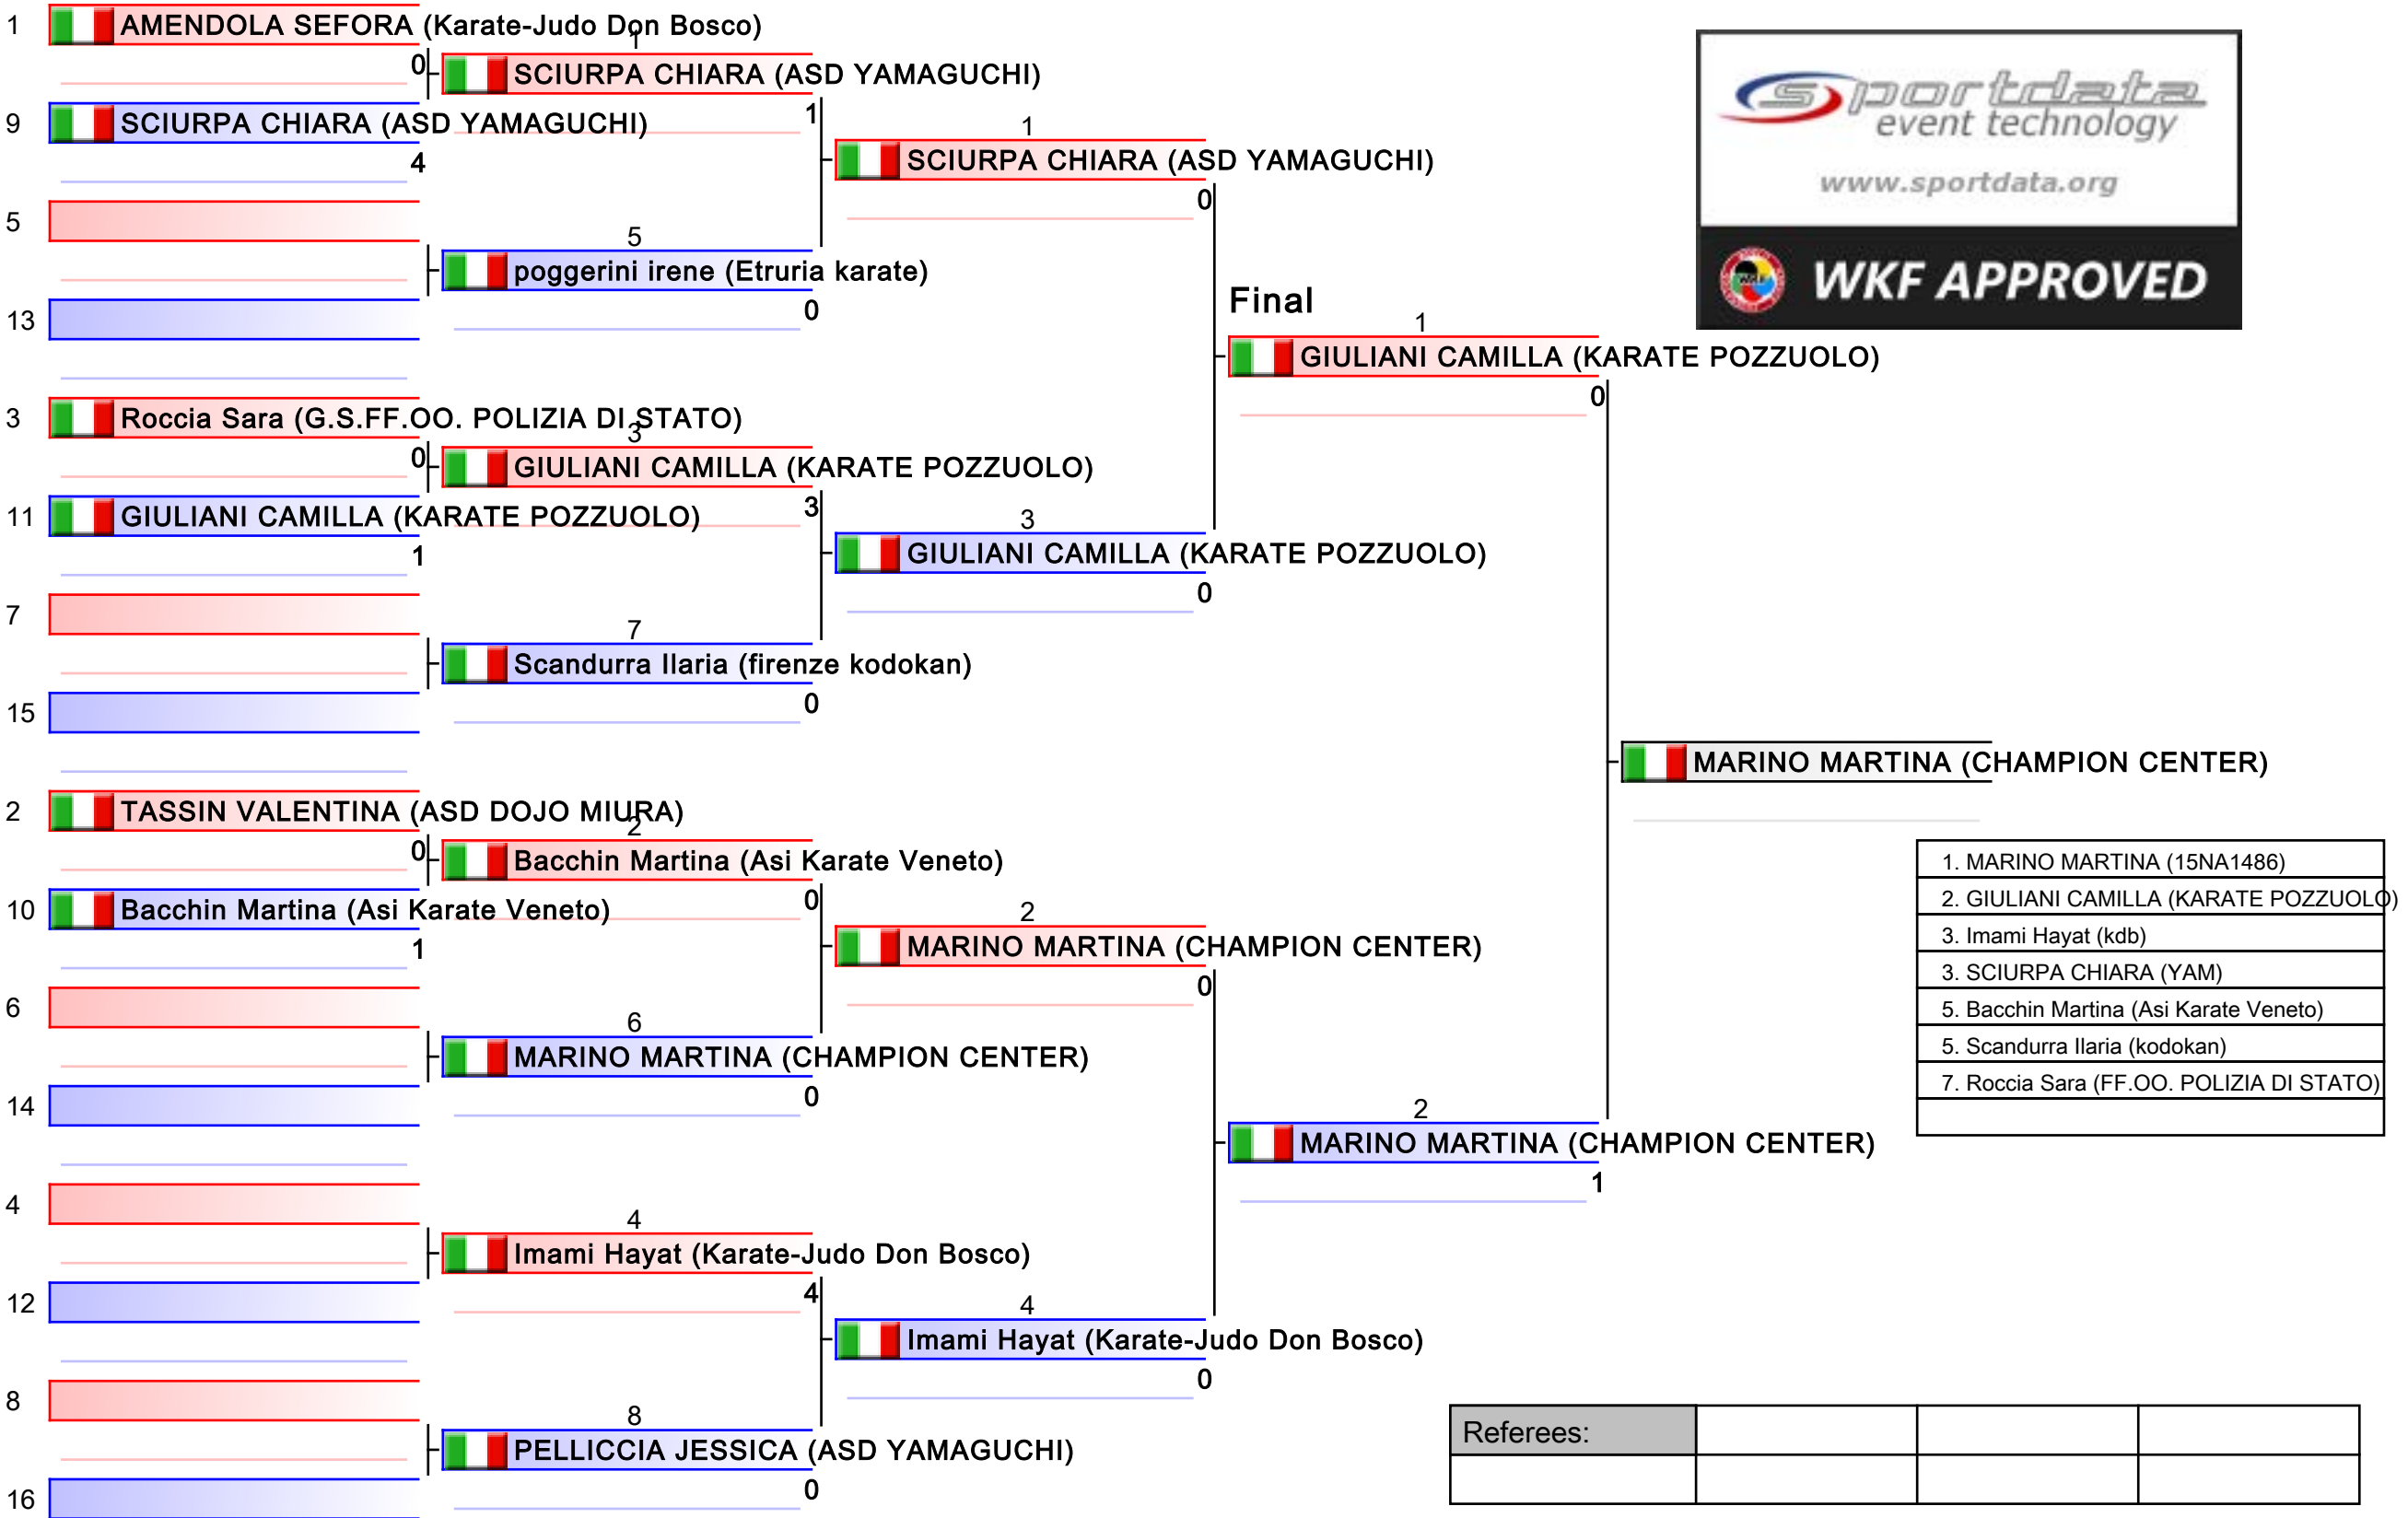 1 AMENDOLA SEFORA (Karate-Judo Don Bosco)
0
9 SCIURPA CHIARA (ASD YAMAGUCHI)
4
5
13
3 Roccia Sara (G.S.FF.OO. POLIZIA DI STATO)
0
11 GIULIANI CAMILLA (KARATE POZZUOLO)
1
7
15
2 TASSIN VALENTINA (ASD DOJO MIURA)
0
10 Bacchin Martina (Asi Karate Veneto)
1
6
14
4
12
8
16
1
SCIURPA CHIARA (ASD YAMAGUCHI)
1
5
poggerini irene (Etruria karate)
0
3
GIULIANI CAMILLA (KARATE POZZUOLO)
3
7
Scandurra Ilaria (firenze kodokan)
0
2
Bacchin Martina (Asi Karate Veneto)
0
6
MARINO MARTINA (CHAMPION CENTER)
0
4
Imami Hayat (Karate-Judo Don Bosco)
4
8
PELLICCIA JESSICA (ASD YAMAGUCHI)
0
1
SCIURPA CHIARA (ASD YAMAGUCHI)
0
3
GIULIANI CAMILLA (KARATE POZZUOLO)
0
2
MARINO MARTINA (CHAMPION CENTER)
0
4
Imami Hayat (Karate-Judo Don Bosco)
0
Final
1
GIULIANI CAMILLA (KARATE POZZUOLO)
0
2
MARINO MARTINA (CHAMPION CENTER)
1
MARINO MARTINA (CHAMPION CENTER)
sportdata
event technology
www.sportdata.org
WKF
WKF APPROVED
1. MARINO MARTINA (15NA1486)
2. GIULIANI CAMILLA (KARATE POZZUOLO)
3. Imami Hayat (kdb)
3. SCIURPA CHIARA (YAM)
5. Bacchin Martina (Asi Karate Veneto)
5. Scandurra Ilaria (kodokan)
7. Roccia Sara (FF.OO. POLIZIA DI STATO)
Referees: